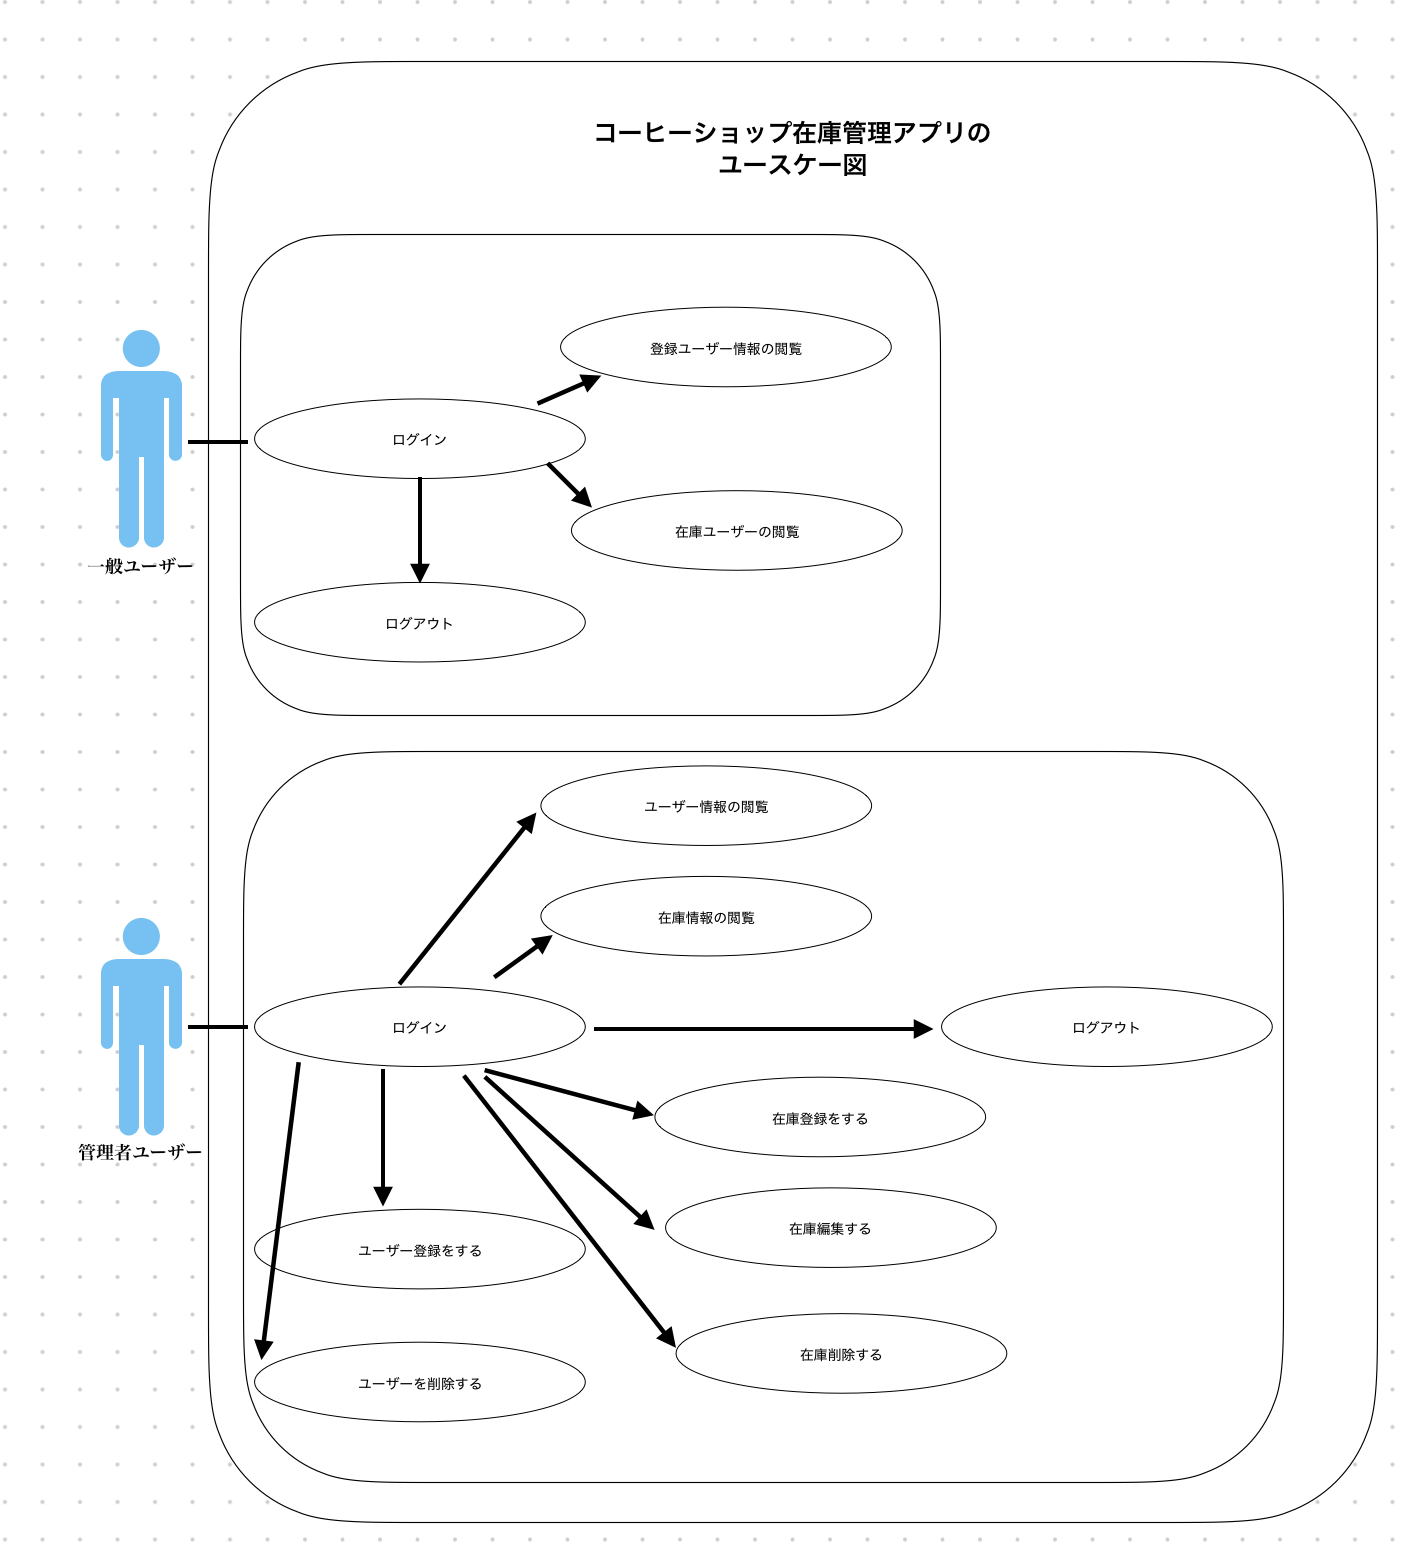 コーヒーショップ在庫管理アプリの
ユースケー図
登録ユーザー情報の閲覧
ログイン
在庫ユーザーの閲覧
一般ユーザー
ログアウト
ユーザー情報の閲覧
在庫情報の閲覧
ログイン
ログアウト
在庫登録をする
管理者ユーザー
在庫編集する
ユーザー登録をする
在庫削除する
ユーザーを削除する